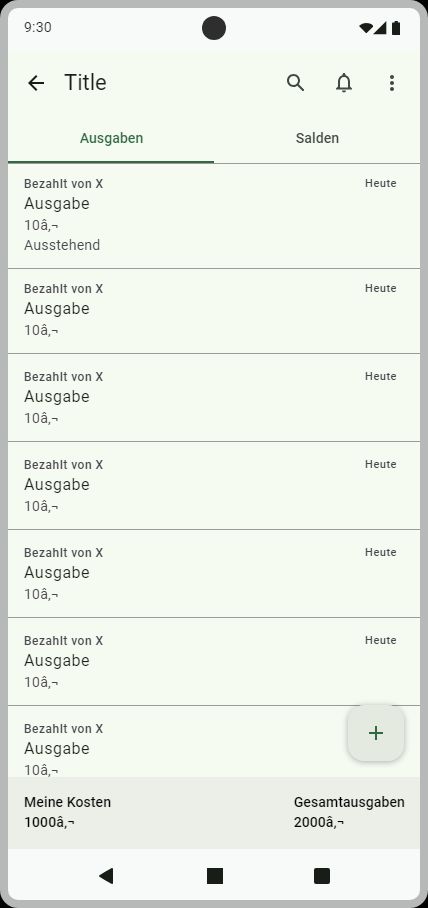 9:30
Title
Ausgaben Salden
Bezahlt von X Heute
Ausgabe
10â‚¬
Ausstehend
Bezahlt von X Heute
Ausgabe
10â‚¬
Bezahlt von X Heute
Ausgabe
10â‚¬
Bezahlt von X Heute
Ausgabe
10â‚¬
Bezahlt von X Heute
Ausgabe
10â‚¬
Bezahlt von X Heute
Ausgabe
10â‚¬
Bezahlt von X
Ausgabe
10â‚¬
Meine Kosten Gesamtausgaben
1000â‚¬ 2000â‚¬